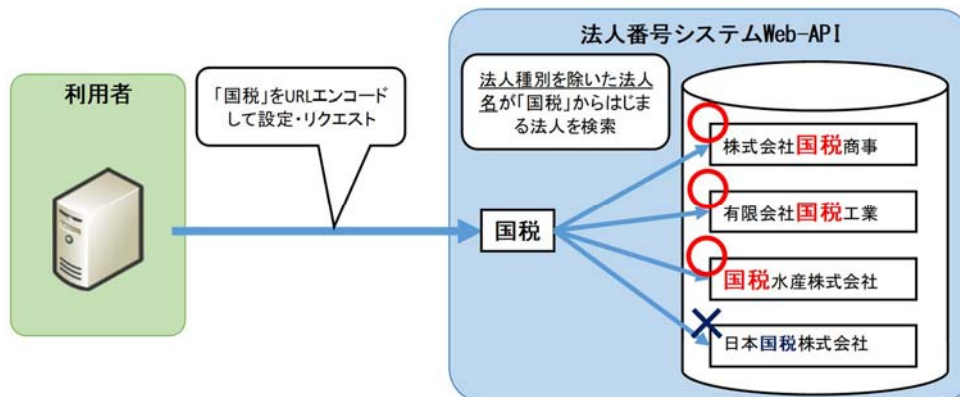 法人番号システムWeb-API
利用者
「国税」をURLエンコード
して設定・リクエスト
法人種別を除いた法人
名が「国税」からはじま
る法人を検索
国税
株式会社国税商事
有限会社国税工業
国税水産株式会社
日本国税株式会社